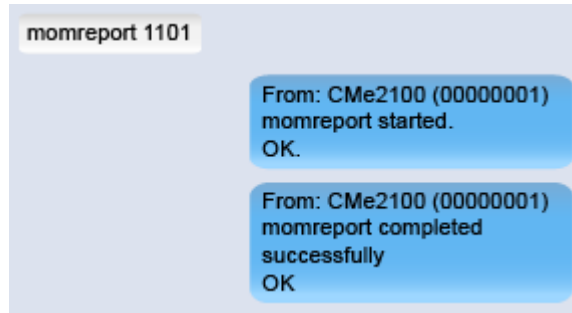 momreport 1101
From: CMe2100 (00000001)
momreport started.
OK.
From: CMe2100 (00000001)
momreport completed
successfully
OK